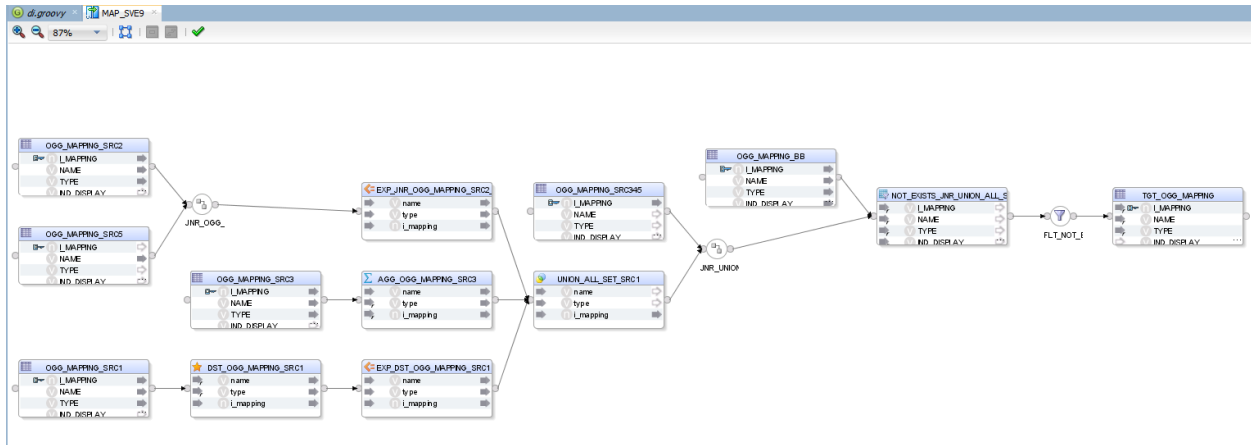 di.groovy
MAP_SVE9
87%
OGG_MAPPING_SRC2
I_MAPPING
NAME
TYPE
IND_DISPLAY
JNR_OGG_
OGG_MAPPING_SRC5
I_MAPPING
NAME
TYPE
IND_DISPLAY
EXP_JNR_OGG_MAPPING_SRC2_
name
type
i_mapping
OGG_MAPPING_SRC345
I_MAPPING
NAME
TYPE
IND_DISPLAY
OGG_MAPPING_BB
I_MAPPING
NAME
TYPE
IND_DISPLAY
NOT_EXISTS_JNR_UNION_ALL_S
I_MAPPING
NAME
TYPE
IND_DISPLAY
FLT_NOT_E
TGT_OGG_MAPPING
I_MAPPING
NAME
TYPE
IND_DISPLAY
JNR_UNION
OGG_MAPPING_SRC3
I_MAPPING
NAME
TYPE
IND_DISPLAY
AGG_OGG_MAPPING_SRC3
name
type
i_mapping
UNION_ALL_SET_SRC1
name
type
i_mapping
OGG_MAPPING_SRC1
I_MAPPING
NAME
TYPE
IND_DISPLAY
DST_OGG_MAPPING_SRC1
name
type
i_mapping
EXP_DST_OGG_MAPPING_SRC1
name
type
i_mapping